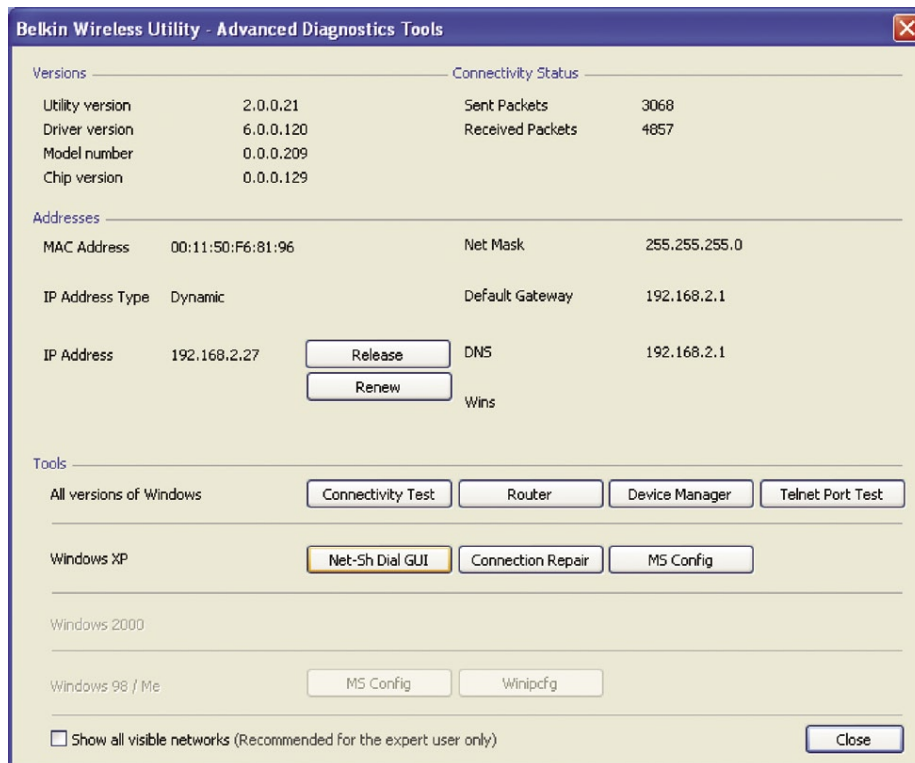 Belkin Wireless Utility - Advanced Diagnostics Tools
Versions
Utility version 2.0.0.21
Driver version 6.0.0.120
Model number 0.0.0.209
Chip version 0.0.0.129
Connectivity Status
Sent Packets 3068
Received Packets 4857
Addresses
MAC Address 00:11:50:F6:81:96
Net Mask 255.255.255.0
IP Address Type Dynamic
Default Gateway 192.168.2.1
IP Address 192.168.2.27 Release
DNS 192.168.2.1
Renew
Wins
Tools
All versions of Windows Connectivity Test Router Device Manager Telnet Port Test
Windows XP Net-Sh Dial GUI Connection Repair MS Config
Windows 2000
Windows 98 / Me MS Config Winipcfg
Show all visible networks (Recommended for the expert user only) Close